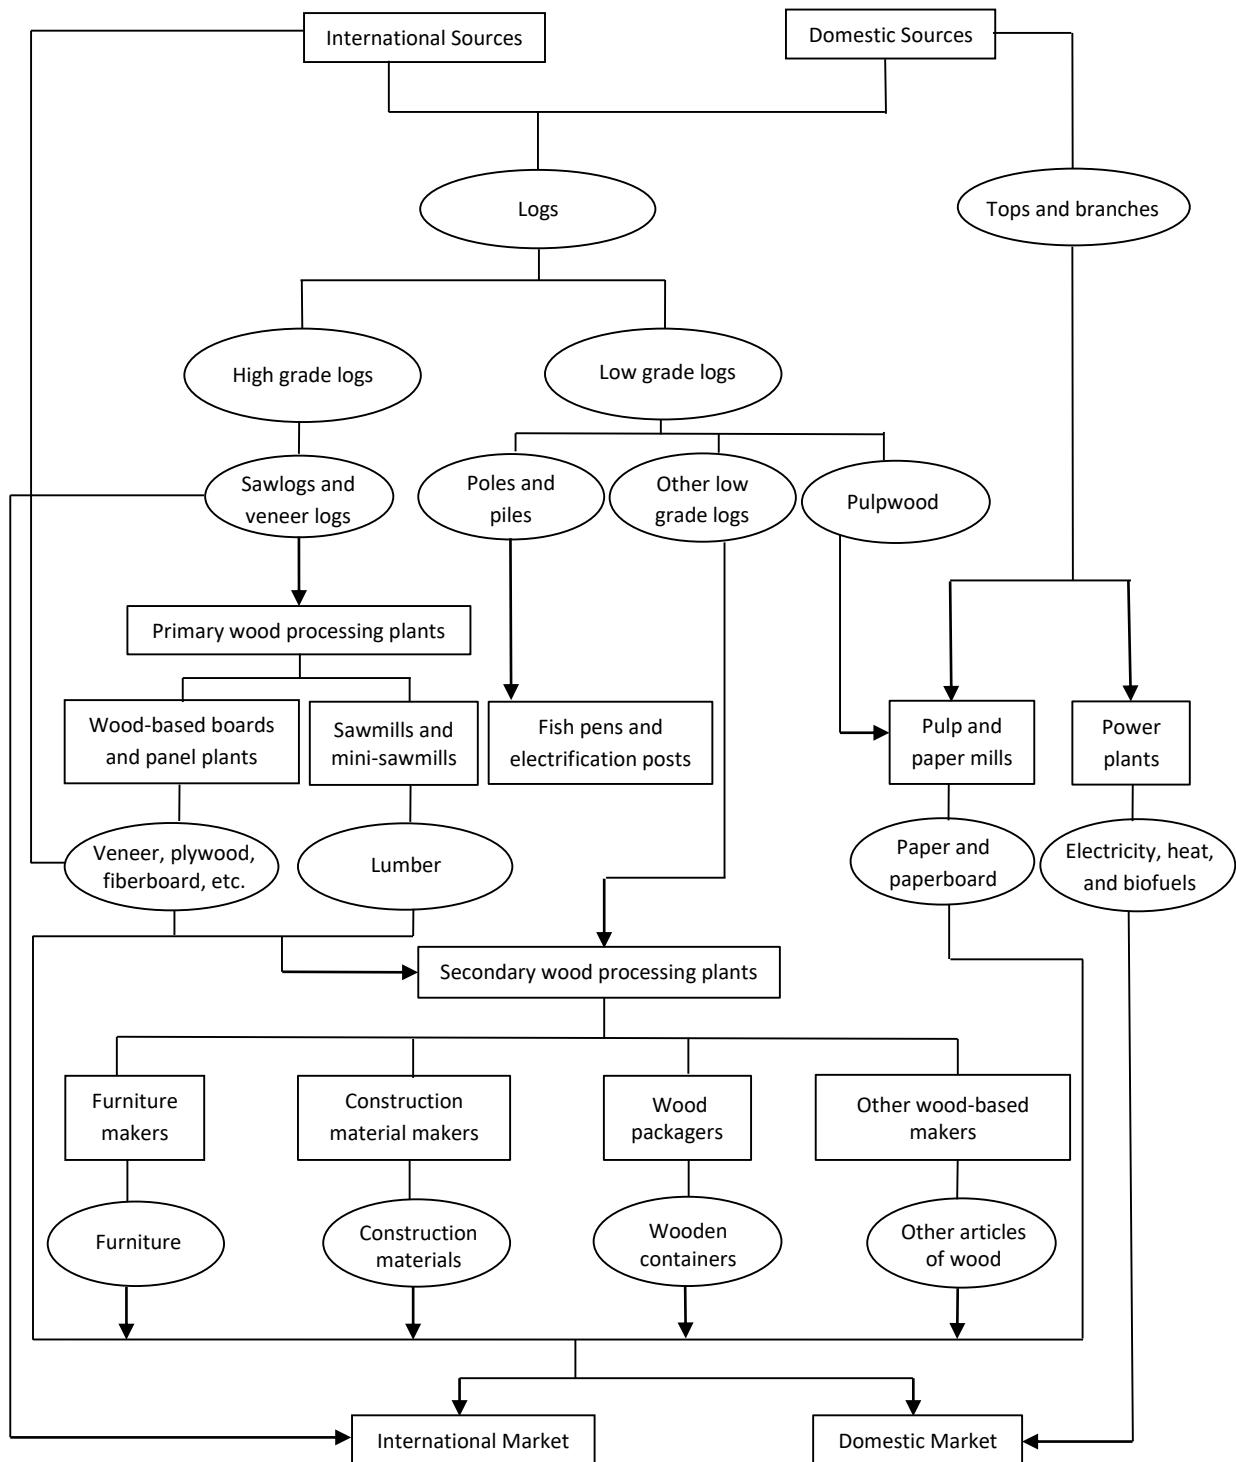 International Sources
Domestic Sources
Logs
Tops and branches
High grade logs
Low grade logs
Sawlogs and
veneer logs
Poles and
piles
Other low
grade logs
Pulpwood
Primary wood processing plants
Wood-based boards
and panel plants
Sawmills and
mini-sawmills
Fish pens and
electrification posts
Pulp and
paper mills
Power
plants
Veneer, plywood,
fiberboard, etc.
Lumber
Paper and
paperboard
Electricity, heat,
and biofuels
Secondary wood processing plants
Furniture
makers
Construction
material makers
Wood
packagers
Other wood-based
makers
Furniture
Construction
materials
Wooden
containers
Other articles
of wood
International Market
Domestic Market